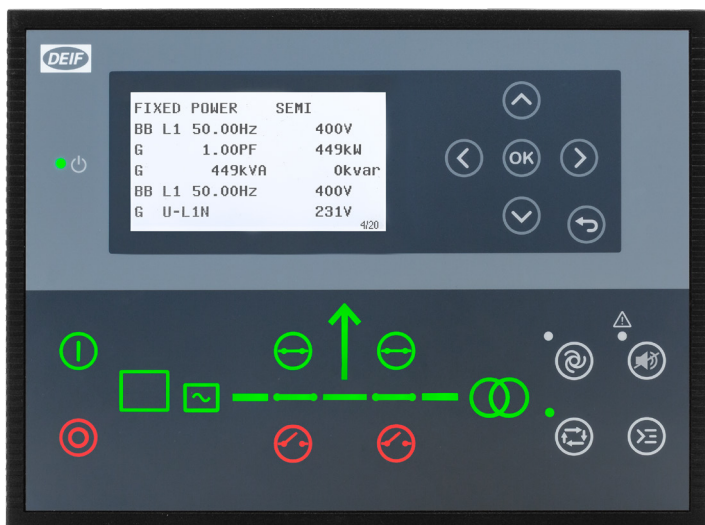 DEIF
FIXED POWER SEMI
BB L1 50.00Hz 400V
G 1.00PF 449kW
G 449kVA 0kvar
BB L1 50.00Hz 400V
G U-L1N 231V
4/20
OK